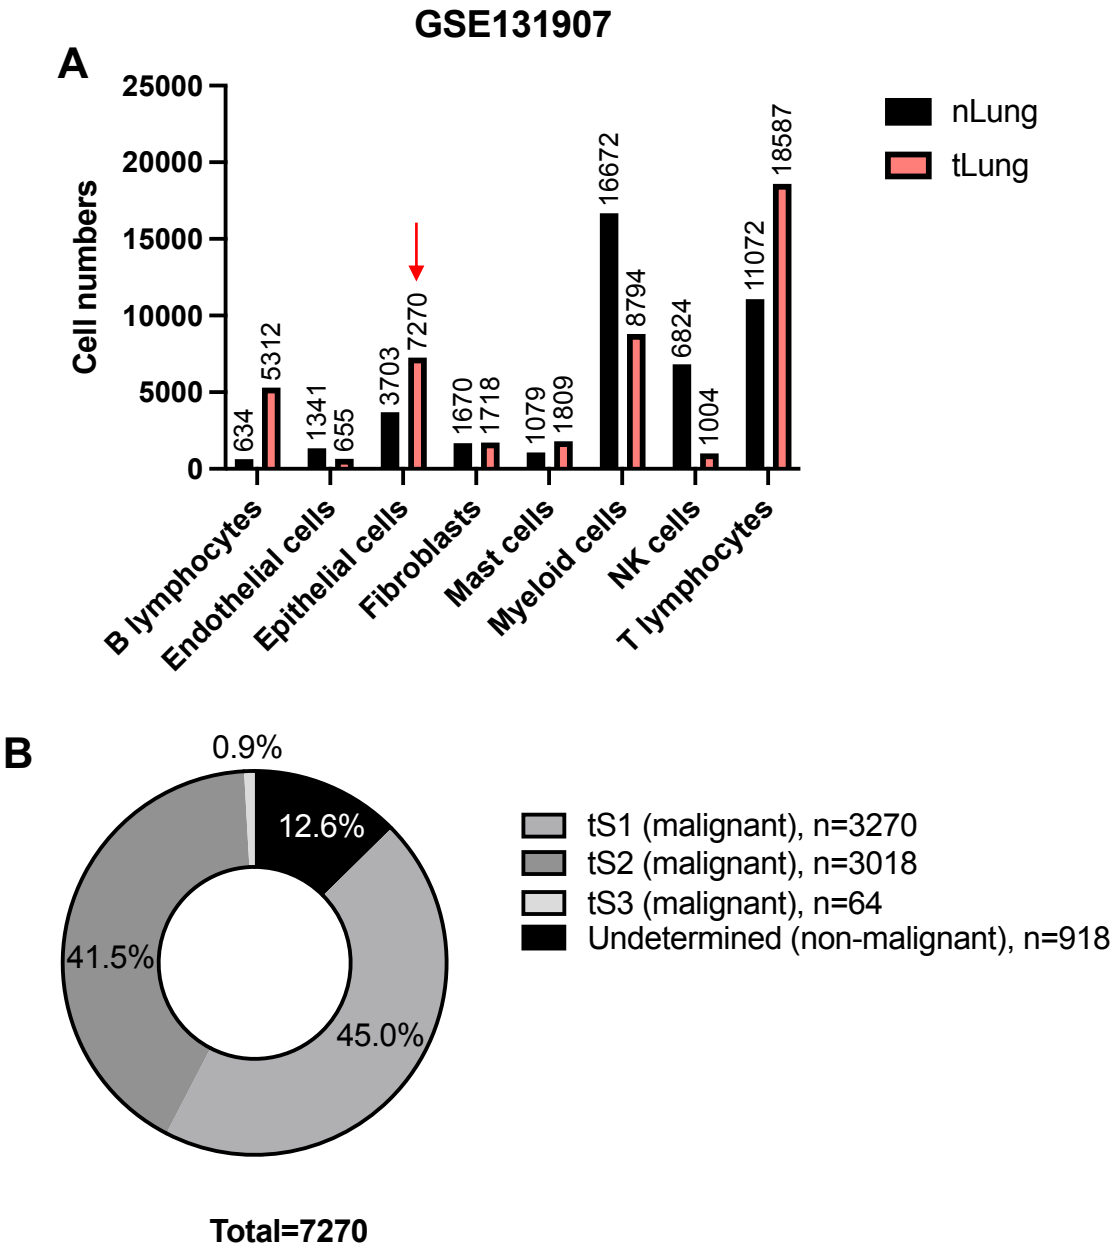 GSE131907
A
25000
20000
15000
10000
5000
0
Cell numbers
634
5312
1341
655
3703
7270
1670
1718
1079
1809
16672
8794
6824
1004
11072
18587
nLung
tLung
B lymphocytes
Endothelial cells
Epithelial cells
Fibroblasts
Mast cells
Myeloid cells
NK cells
T lymphocytes
B
0.9%
12.6%
41.5%
45.0%
tS1 (malignant), n=3270
tS2 (malignant), n=3018
tS3 (malignant), n=64
Undetermined (non-malignant), n=918
Total=7270